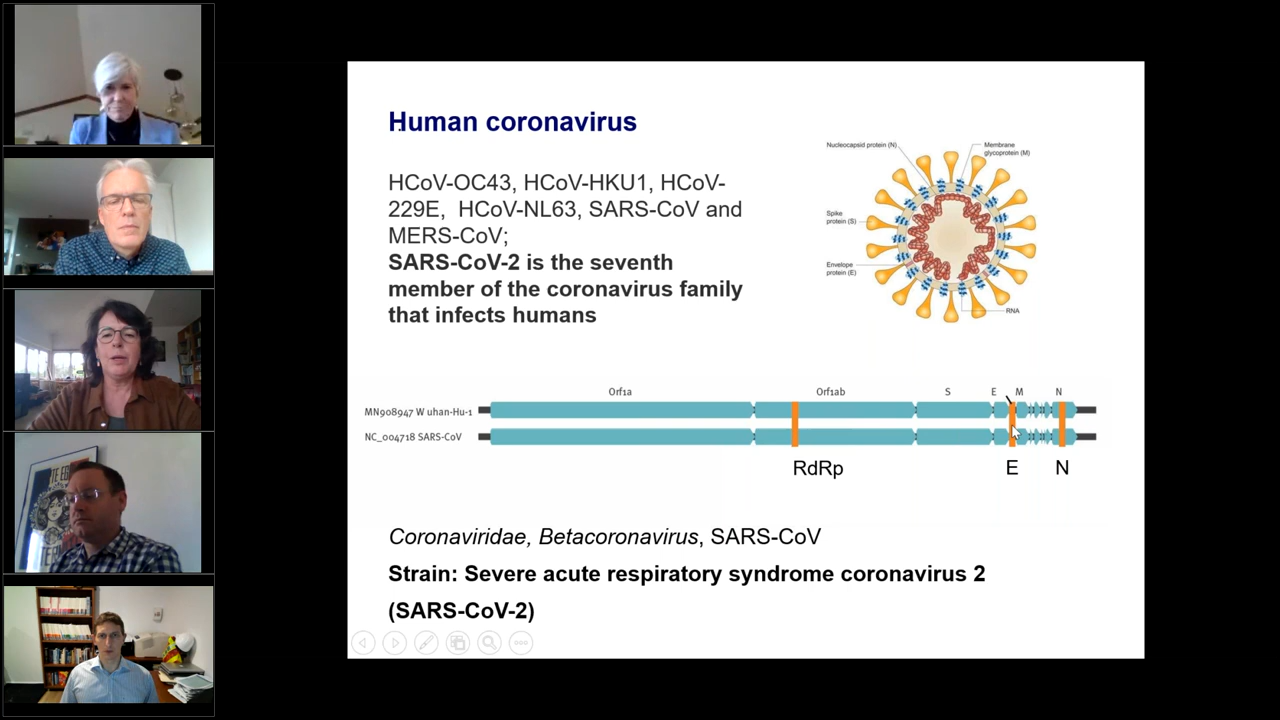 Human coronavirus
HCoV-OC43, HCoV-HKU1, HCoV-
229E, HCoV-NL63, SARS-CoV and
MERS-CoV;
SARS-CoV-2 is the seventh
member of the coronavirus family
that infects humans
Nucleocapsid protein (N)
Membrane
glycoprotein (M)
Spike
protein (S)
Envelope
protein (E)
RNA
Orf1a Orf1ab S E M N
MN908947 W uhan-Hu-1
NC_004718 SARS-CoV
RdRp E N
Coronaviridae, Betacoronavirus, SARS-CoV
Strain: Severe acute respiratory syndrome coronavirus 2
(SARS-CoV-2)